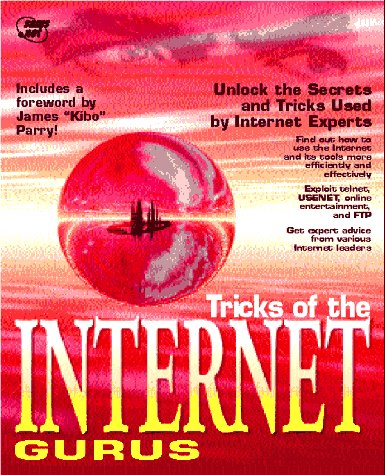 Includes a
foreword by
James "Kibo"
Parry!
Unlock the Secrets
and Tricks Used
by Internet Experts
Find out how to
use the Internet
and its tools more
efficiently and
effectively
Exploit telnet,
USENET, online
entertainment,
and FTP
Get expert advice
from various
Internet leaders
Tricks of the
INTERNET
GURUS